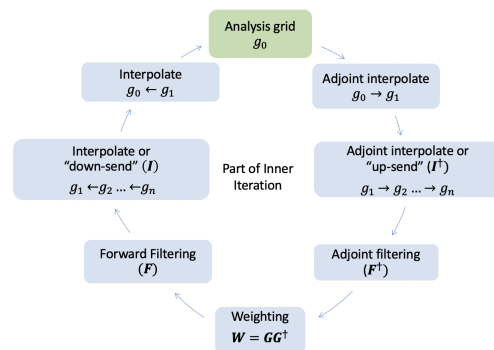 Analysis grid
g₀
Interpolate
g₀ ← g₁
Adjoint interpolate
g₀ → g₁
Interpolate or
“down-send” (I)
g₁ ←g₂ … ←gₙ
Part of Inner
Iteration
Adjoint interpolate or
“up-send” (I†)
g₁ → g₂ … → gₙ
Forward Filtering
(F)
Adjoint filtering
(F†)
Weighting
W = GG†